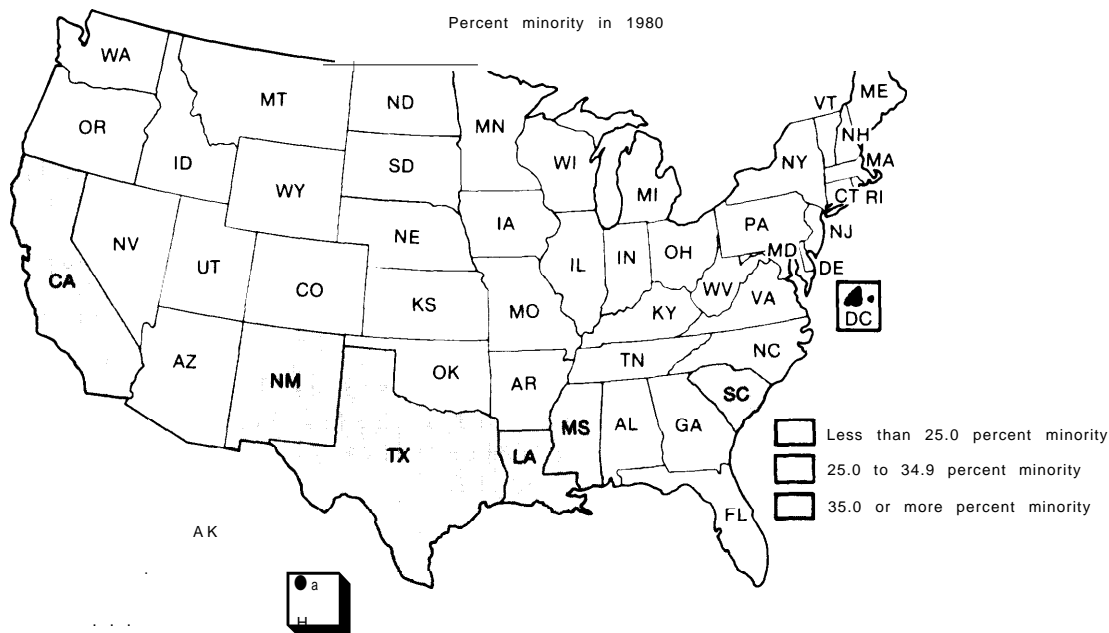 Percent minority in 1980
WA
MT
ND
MN
VT
ME
OR
ID
SD
WI
MI
NY
NH
MA
WY
CT RI
IA
PA
NJ
NV
NE
IL
IN
OH
MD
DE
CA
UT
CO
KS
MO
WV
VA
KY
DC
AZ
NM
OK
AR
TN
NC
SC
TX
LA
MS
AL
GA
Less than 25.0 percent minority
25.0 to 34.9 percent minority
35.0 or more percent minority
FL
AK
a
H